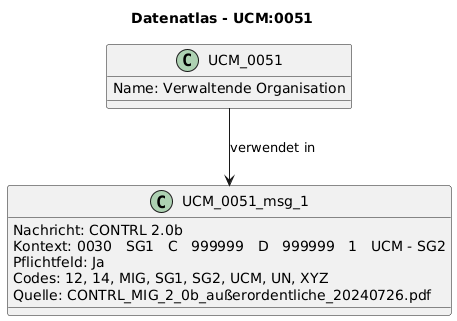 Datenatlas - UCM:0051
C UCM_0051
Name: Verwaltende Organisation
verwendet in
C UCM_0051_msg_1
Nachricht: CONTRL 2.0b
Kontext: 0030   SG1   C   999999   D   999999   1   UCM - SG2
Pflichtfeld: Ja
Codes: 12, 14, MIG, SG1, SG2, UCM, UN, XYZ
Quelle: CONTRL_MIG_2_0b_außerordentliche_20240726.pdf